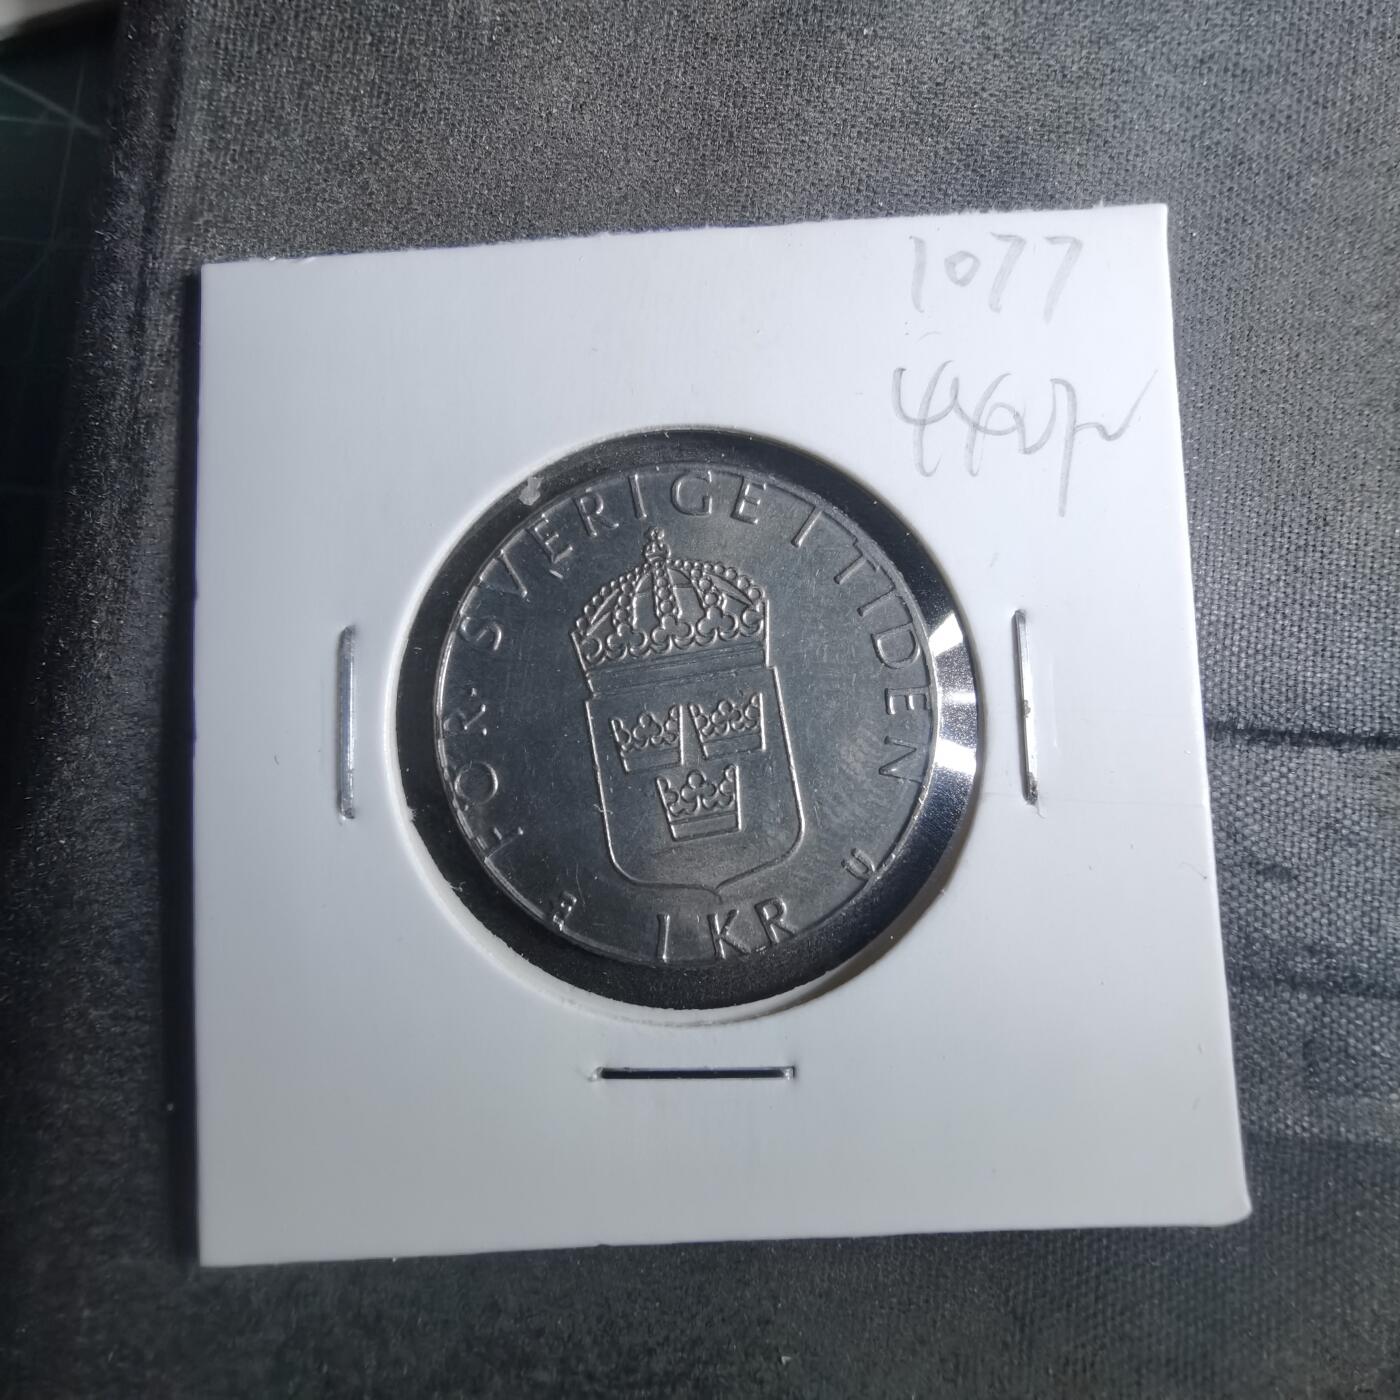 1077
FÖR·SVERIGE I TIDEN
1 KR
U